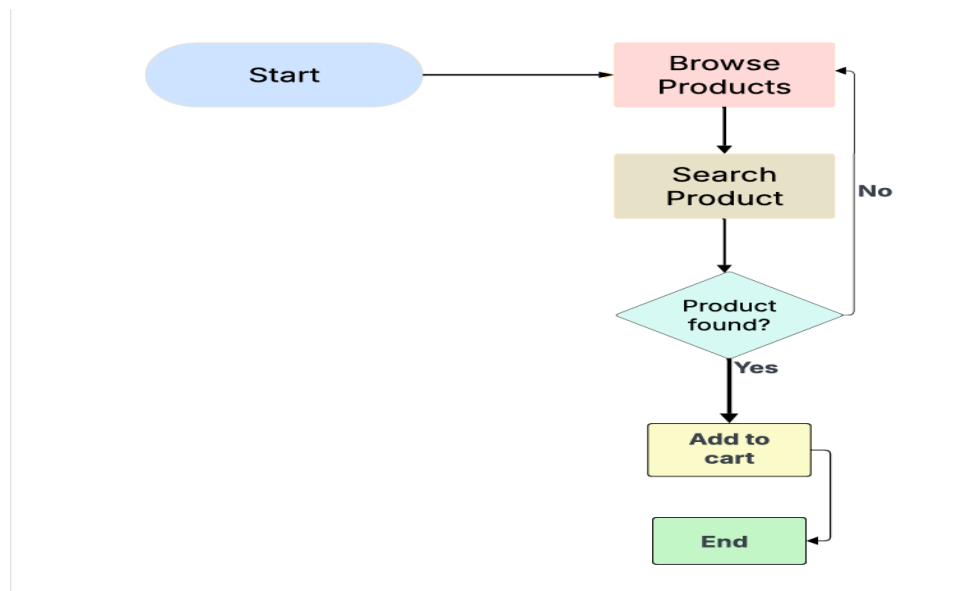 Start
Browse
Products
Search
Product
No
Product
found?
Yes
Add to
cart
End